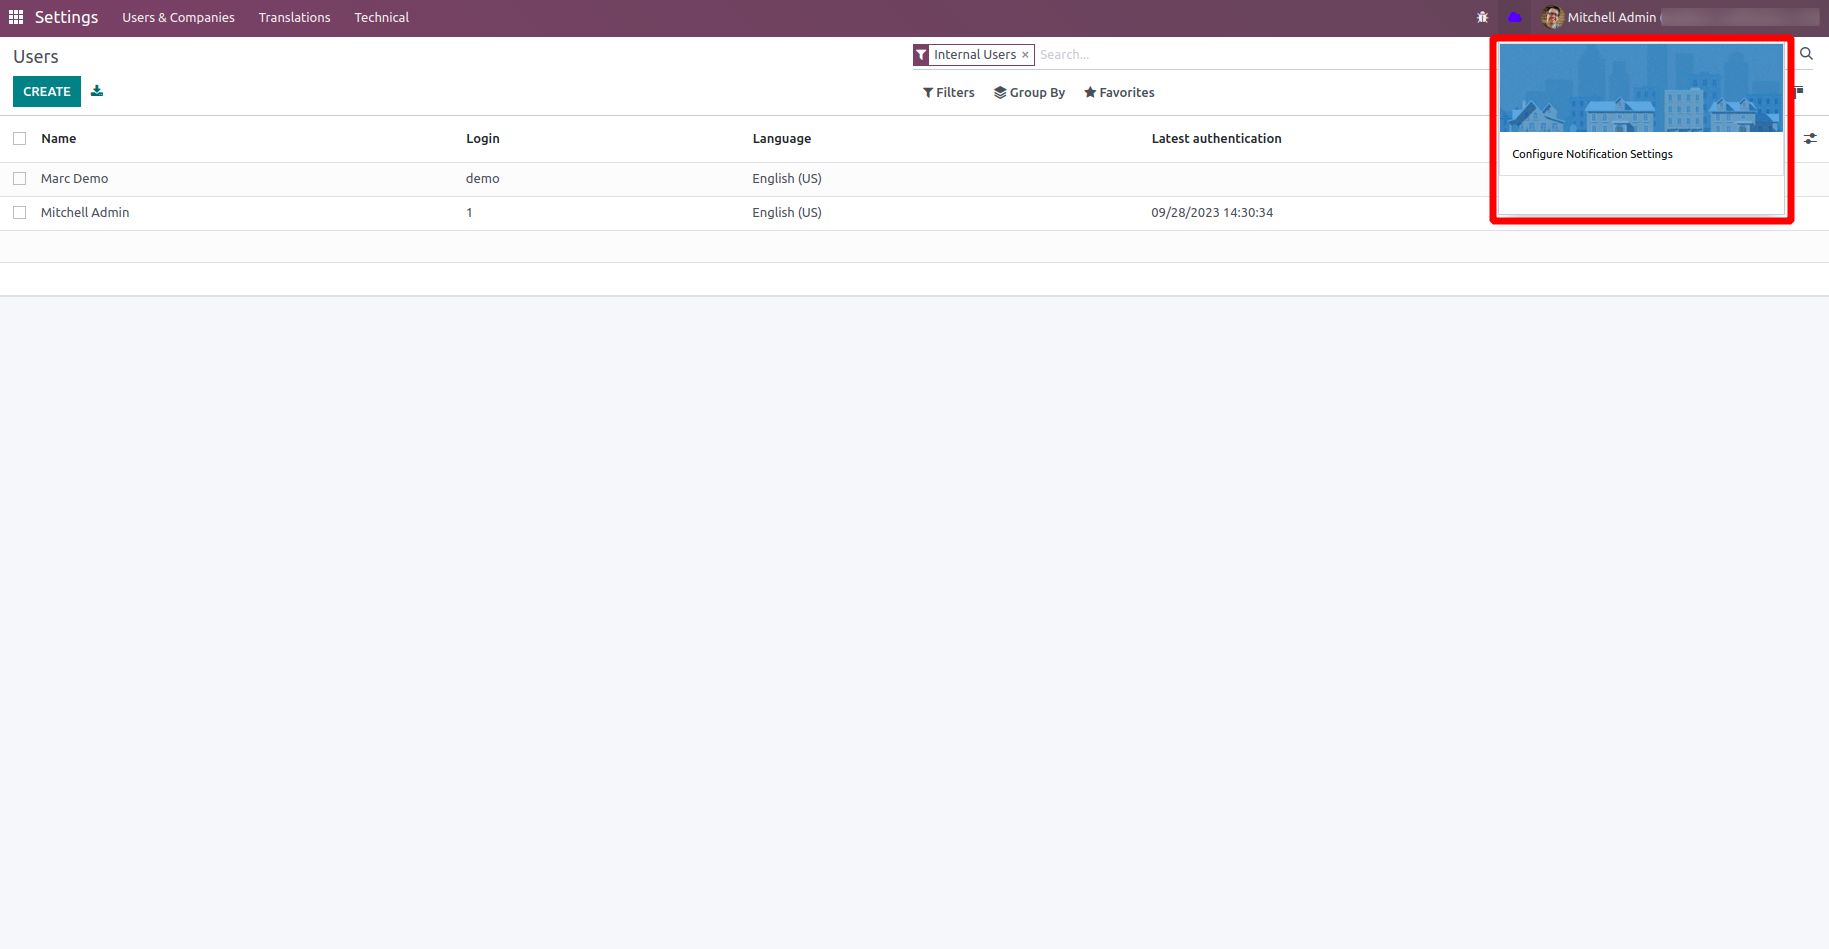 Settings Users & Companies Translations Technical Mitchell Admin (
Users Internal Users × Search...
CREATE Filters Group By Favorites
Name Login Language Latest authentication
Configure Notification Settings
Marc Demo demo English (US)
Mitchell Admin 1 English (US) 09/28/2023 14:30:34